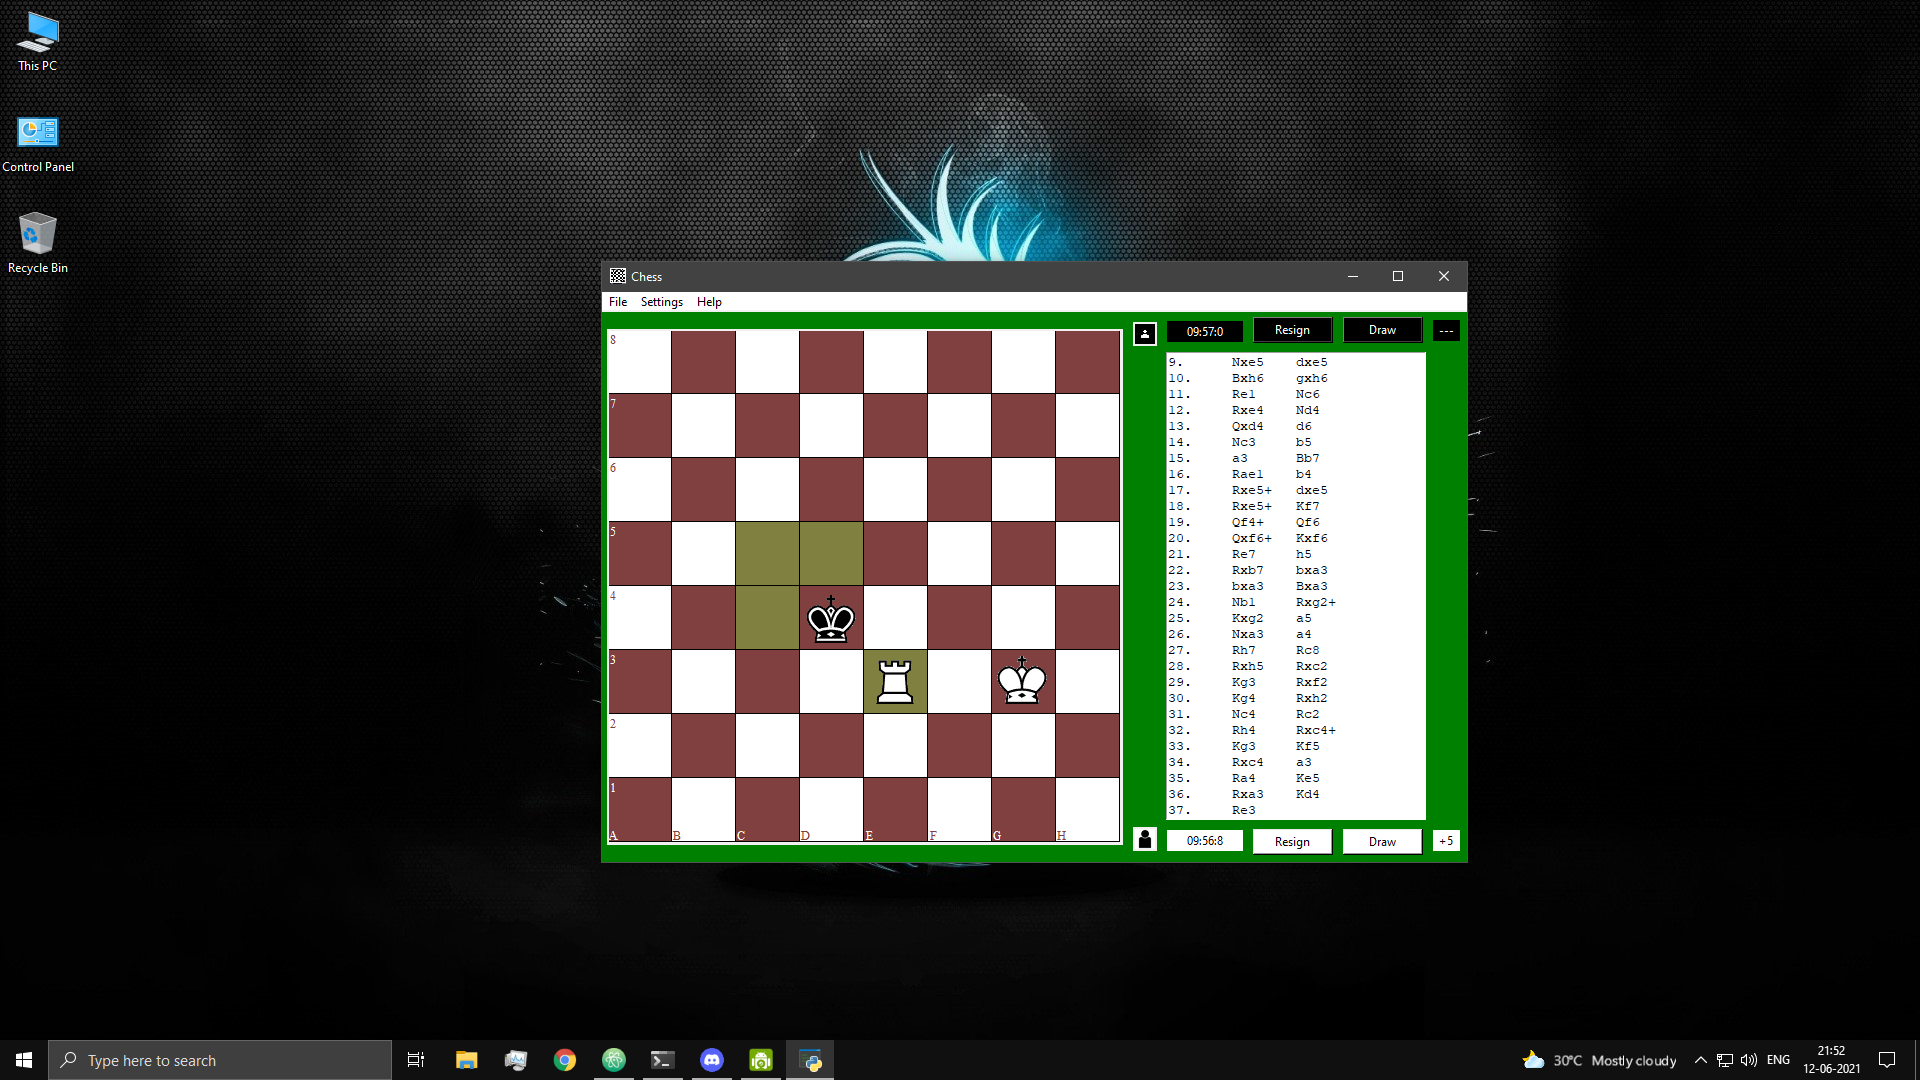 This PC
Control Panel
Recycle Bin
Chess
File Settings Help
8
7
6
5
4
3
2
1
A B C D E F G H
09:57:0 Resign Draw ---
9. Nxe5 dxe5
10. Bxh6 gxh6
11. Re1 Nc6
12. Rxe4 Nd4
13. Qxd4 d6
14. Nc3 b5
15. a3 Bb7
16. Rae1 b4
17. Rxe5+ dxe5
18. Rxe5+ Kf7
19. Qf4+ Qf6
20. Qxf6+ Kxf6
21. Re7 h5
22. Rxb7 bxa3
23. bxa3 Bxa3
24. Nb1 Rxg2+
25. Kxg2 a5
26. Nxa3 a4
27. Rh7 Rc8
28. Rxh5 Rxc2
29. Kg3 Rxf2
30. Kg4 Rxh2
31. Nc4 Rc2
32. Rh4 Rxc4+
33. Kg3 Kf5
34. Rxc4 a3
35. Ra4 Ke5
36. Rxa3 Kd4
37. Re3
09:56:8 Resign Draw +5
Type here to search
30°C Mostly cloudy
ENG
21:52
12-06-2021